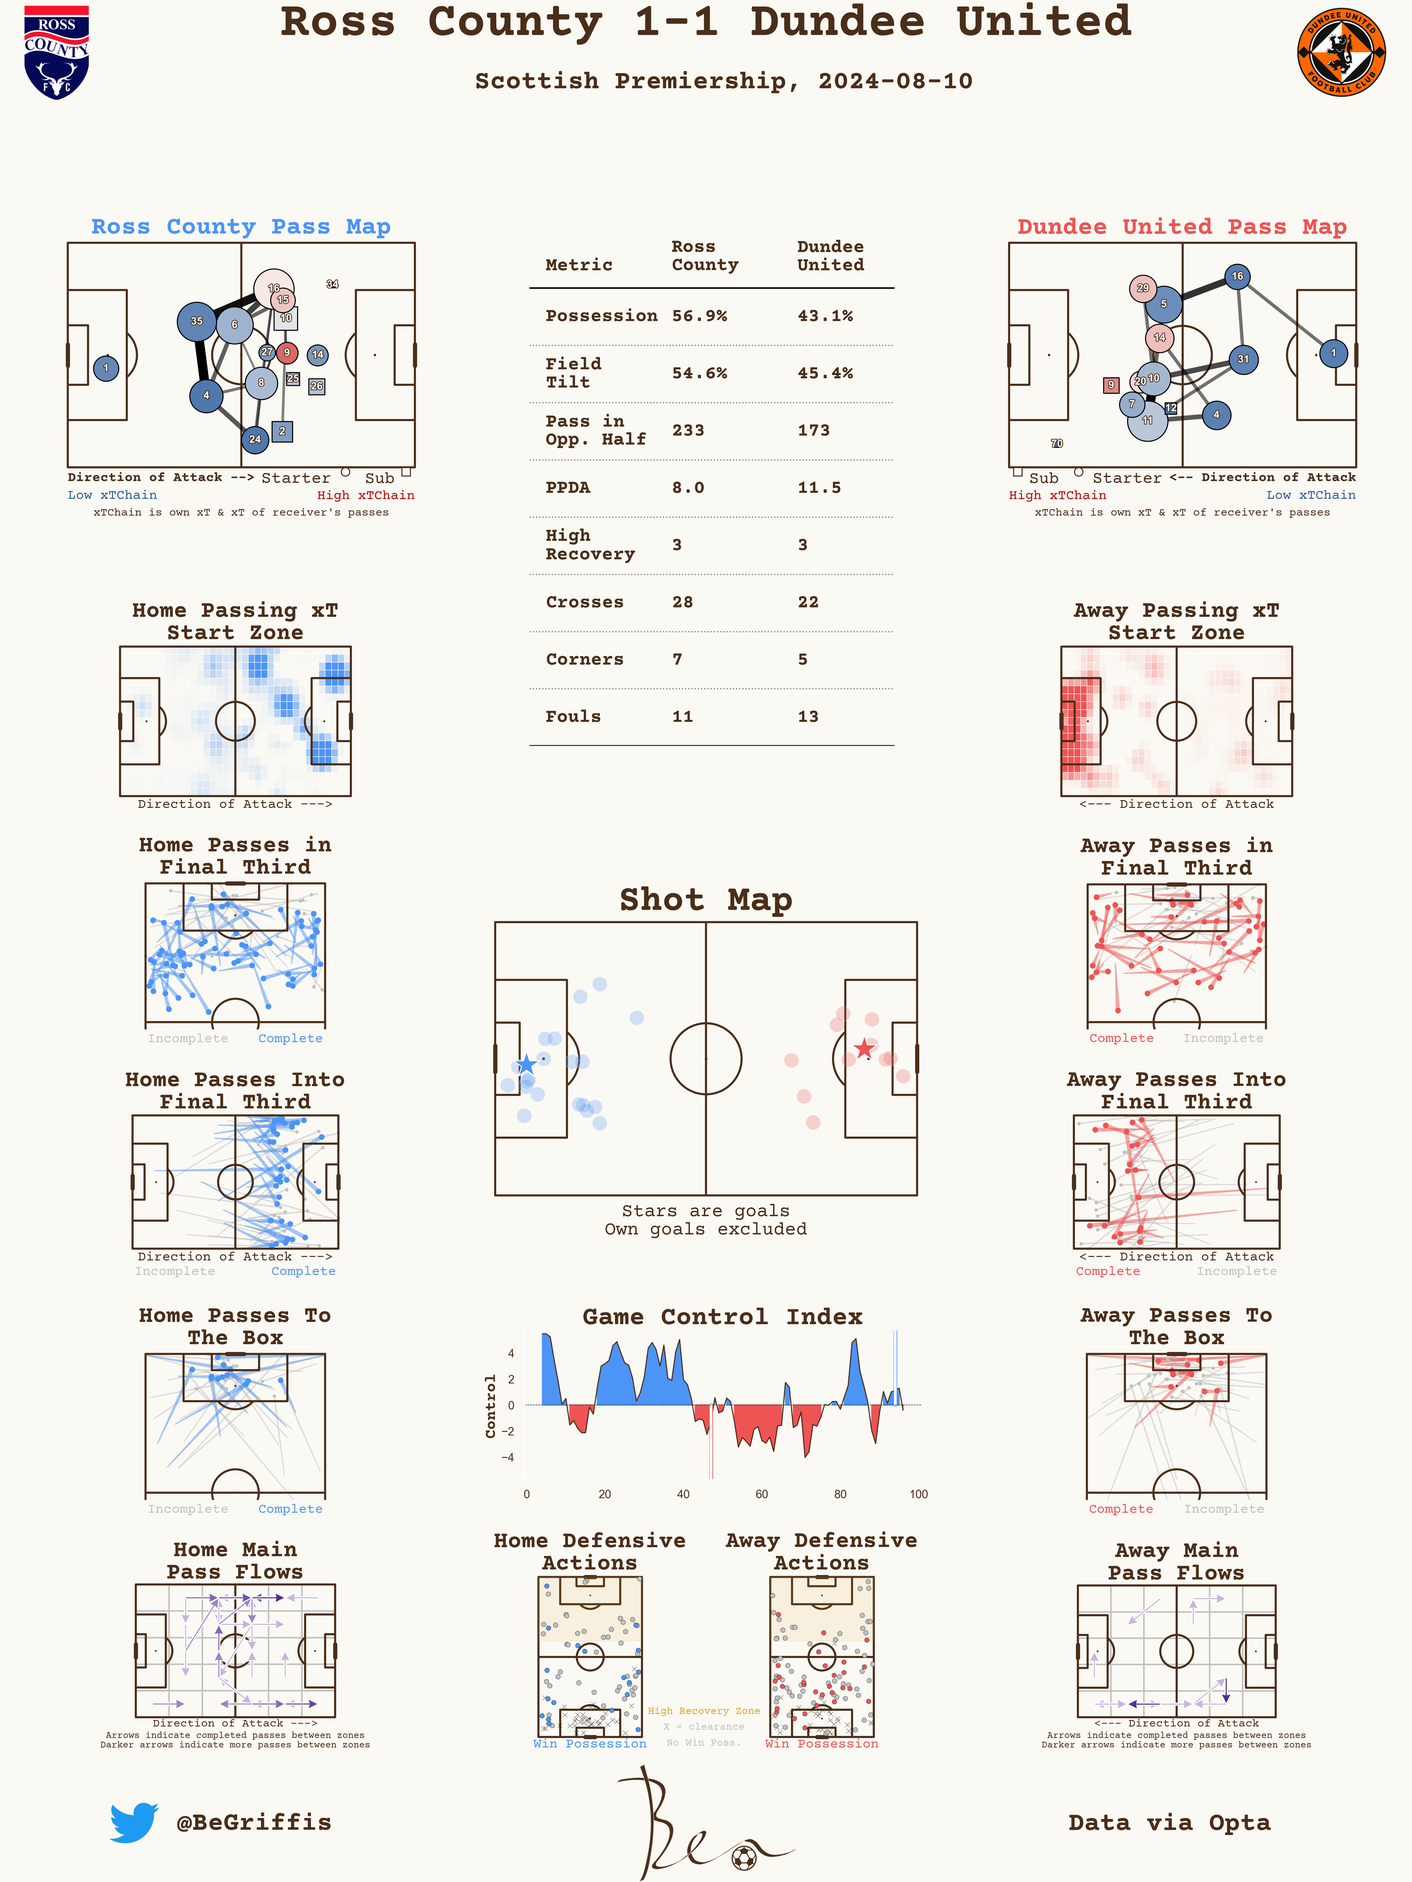 Ross County 1-1 Dundee United
Scottish Premiership, 2024-08-10
ROSS
COUNTY
F C
DUNDEE UNITED
FOOTBALL CLUB
Ross County Pass Map
16
34
15
10
35
6
27
9
14
1
8
25
26
4
24
2
Direction of Attack --> Starter Sub
Low xTChain High xTChain
xTChain is own xT & xT of receiver's passes
Metric Ross County Dundee United
Possession 56.9% 43.1%
Field Tilt 54.6% 45.4%
Pass in Opp. Half 233 173
PPDA 8.0 11.5
High Recovery 3 3
Crosses 28 22
Corners 7 5
Fouls 11 13
Dundee United Pass Map
16
29
5
14
1
31
9
20
10
7
12
11
4
70
Sub Starter <-- Direction of Attack
High xTChain Low xTChain
xTChain is own xT & xT of receiver's passes
Home Passing xT
Start Zone
Direction of Attack --->
Away Passing xT
Start Zone
<--- Direction of Attack
Home Passes in
Final Third
Incomplete Complete
Away Passes in
Final Third
Complete Incomplete
Shot Map
Stars are goals
Own goals excluded
Home Passes Into
Final Third
Direction of Attack --->
Incomplete Complete
Away Passes Into
Final Third
<--- Direction of Attack
Complete Incomplete
Home Passes To
The Box
Incomplete Complete
Game Control Index
Control
4
2
0
−2
−4
0 20 40 60 80 100
Away Passes To
The Box
Complete Incomplete
Home Main
Pass Flows
Direction of Attack --->
Arrows indicate completed passes between zones
Darker arrows indicate more passes between zones
Home Defensive
Actions
Win Possession
Away Defensive
Actions
Win Possession
High Recovery Zone
X = clearance
No Win Poss.
Away Main
Pass Flows
<--- Direction of Attack
Arrows indicate completed passes between zones
Darker arrows indicate more passes between zones
@BeGriffis
Ben
Data via Opta